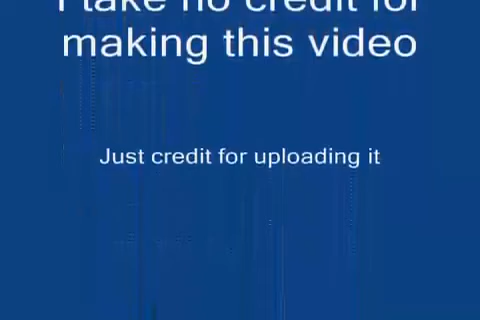 I take no credit for
making this video
Just credit for uploading it